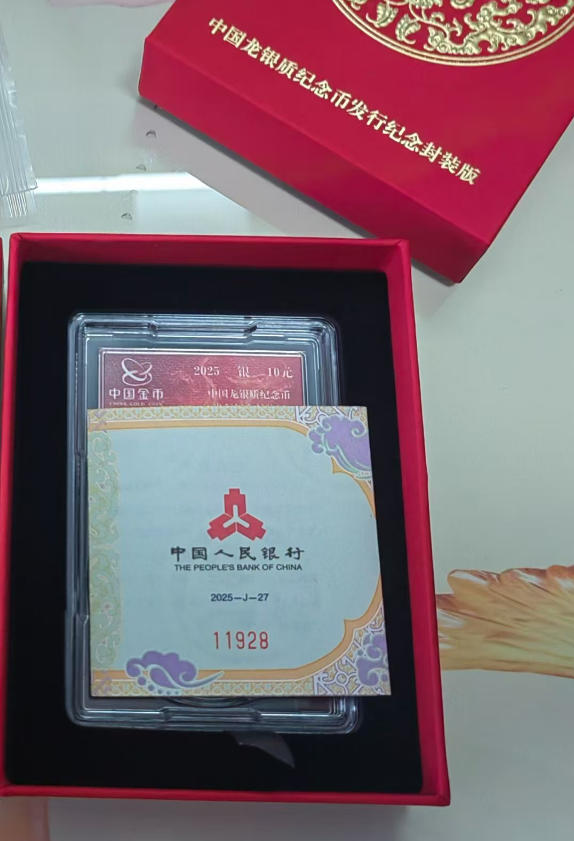 中国龙银质纪念币发行纪念封装版
2025 银 10元
中国金币
CHINA GOLD COIN
中国龙银质纪念币
中国人民银行
THE PEOPLE'S BANK OF CHINA
2025-J-27
11928